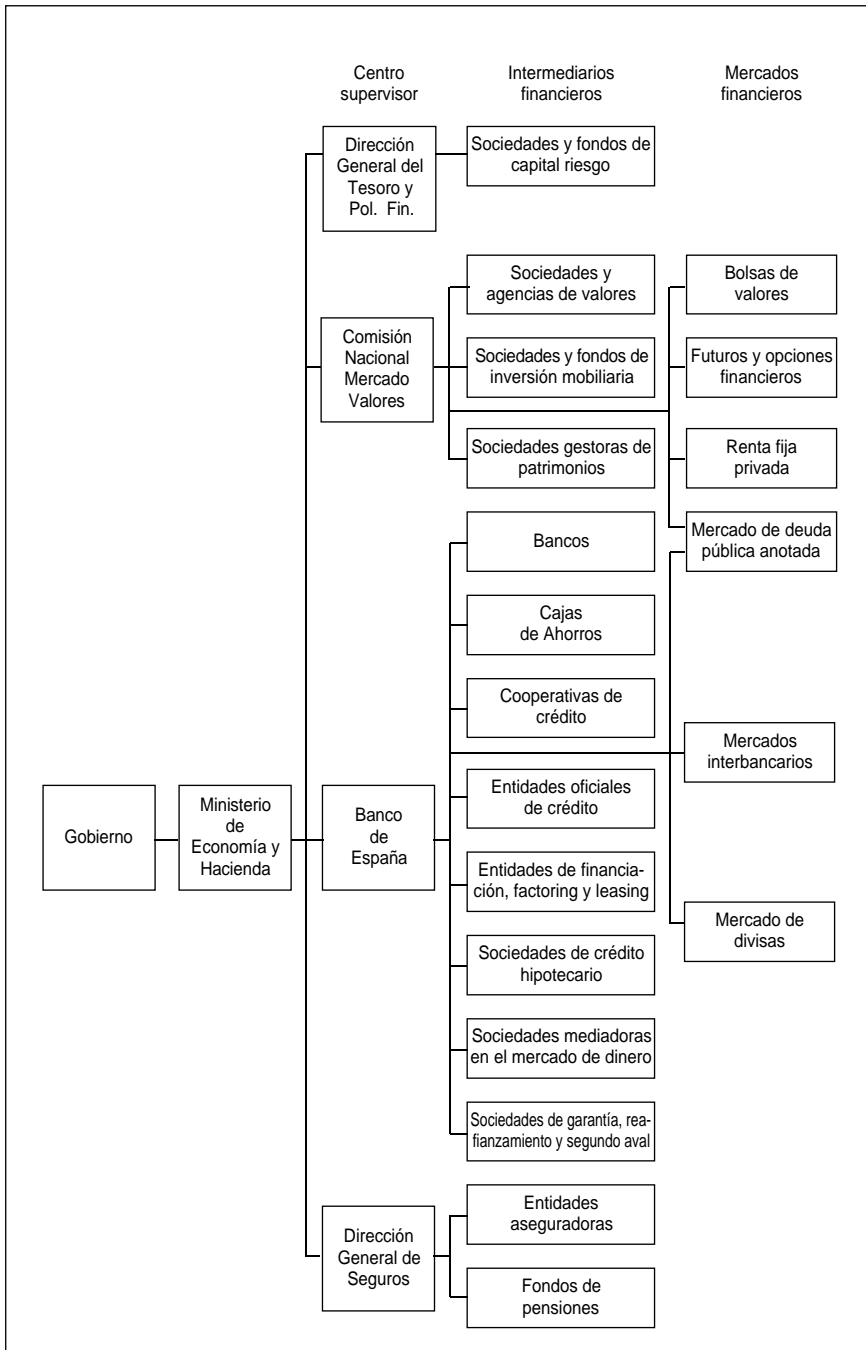 Centro
supervisor
Intermediarios
financieros
Mercados
financieros
Dirección
General del
Tesoro y
Pol. Fin.
Sociedades y fondos de
capital riesgo
Comisión
Nacional
Mercado
Valores
Sociedades y
agencias de valores
Sociedades y fondos de
inversión mobiliaria
Sociedades gestoras de
patrimonios
Bolsas de
valores
Futuros y opciones
financieros
Renta fija
privada
Mercado de deuda
pública anotada
Gobierno
Ministerio
de
Economía y
Hacienda
Banco
de
España
Bancos
Cajas
de Ahorros
Cooperativas de
crédito
Entidades oficiales
de crédito
Entidades de financia-
ción, factoring y leasing
Sociedades de crédito
hipotecario
Sociedades mediadoras
en el mercado de dinero
Sociedades de garantía, rea-
fianzamiento y segundo aval
Mercados
interbancarios
Mercado de
divisas
Dirección
General de
Seguros
Entidades
aseguradoras
Fondos de
pensiones